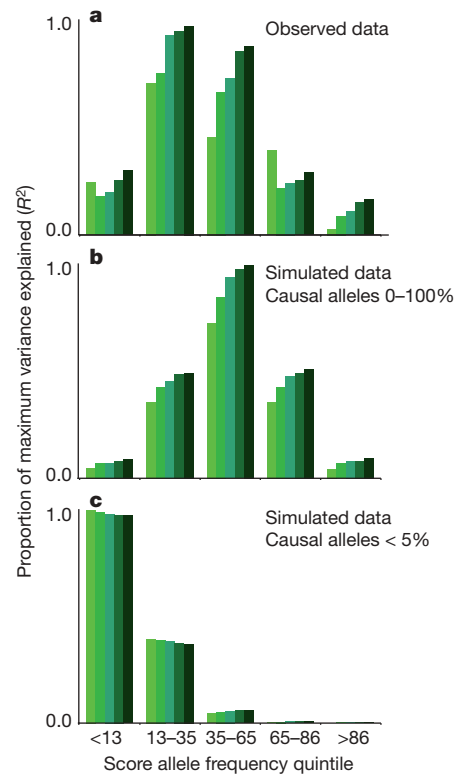 a
Observed data
1.0
0.0
b
Simulated data
Causal alleles 0–100%
1.0
0.0
c
Simulated data
Causal alleles < 5%
1.0
0.0
Proportion of maximum variance explained (R²)
<13 13–35 35–65 65–86 >86
Score allele frequency quintile